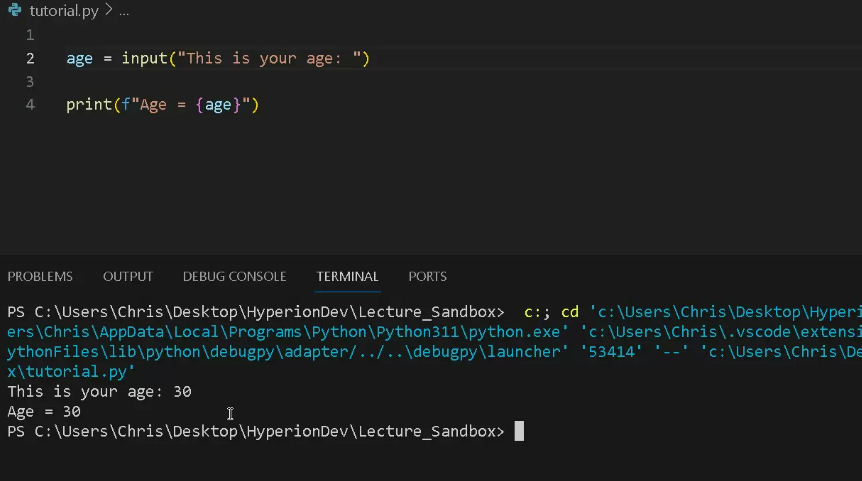 tutorial.py > ...
1
2 age = input("This is your age: ")
3
4 print(f"Age = {age}")
PROBLEMS OUTPUT DEBUG CONSOLE TERMINAL PORTS
PS C:\Users\Chris\Desktop\HyperionDev\Lecture_Sandbox> c:; cd 'c:\Users\Chris\Desktop\Hyperi
ers\Chris\AppData\Local\Programs\Python\Python311\python.exe' 'c:\Users\Chris\.vscode\extensi
ythonFiles\lib\python\debugpy\adapter/../..\debugpy\launcher' '53414' '--' 'c:\Users\Chris\De
x\tutorial.py'
This is your age: 30
Age = 30
PS C:\Users\Chris\Desktop\HyperionDev\Lecture_Sandbox>